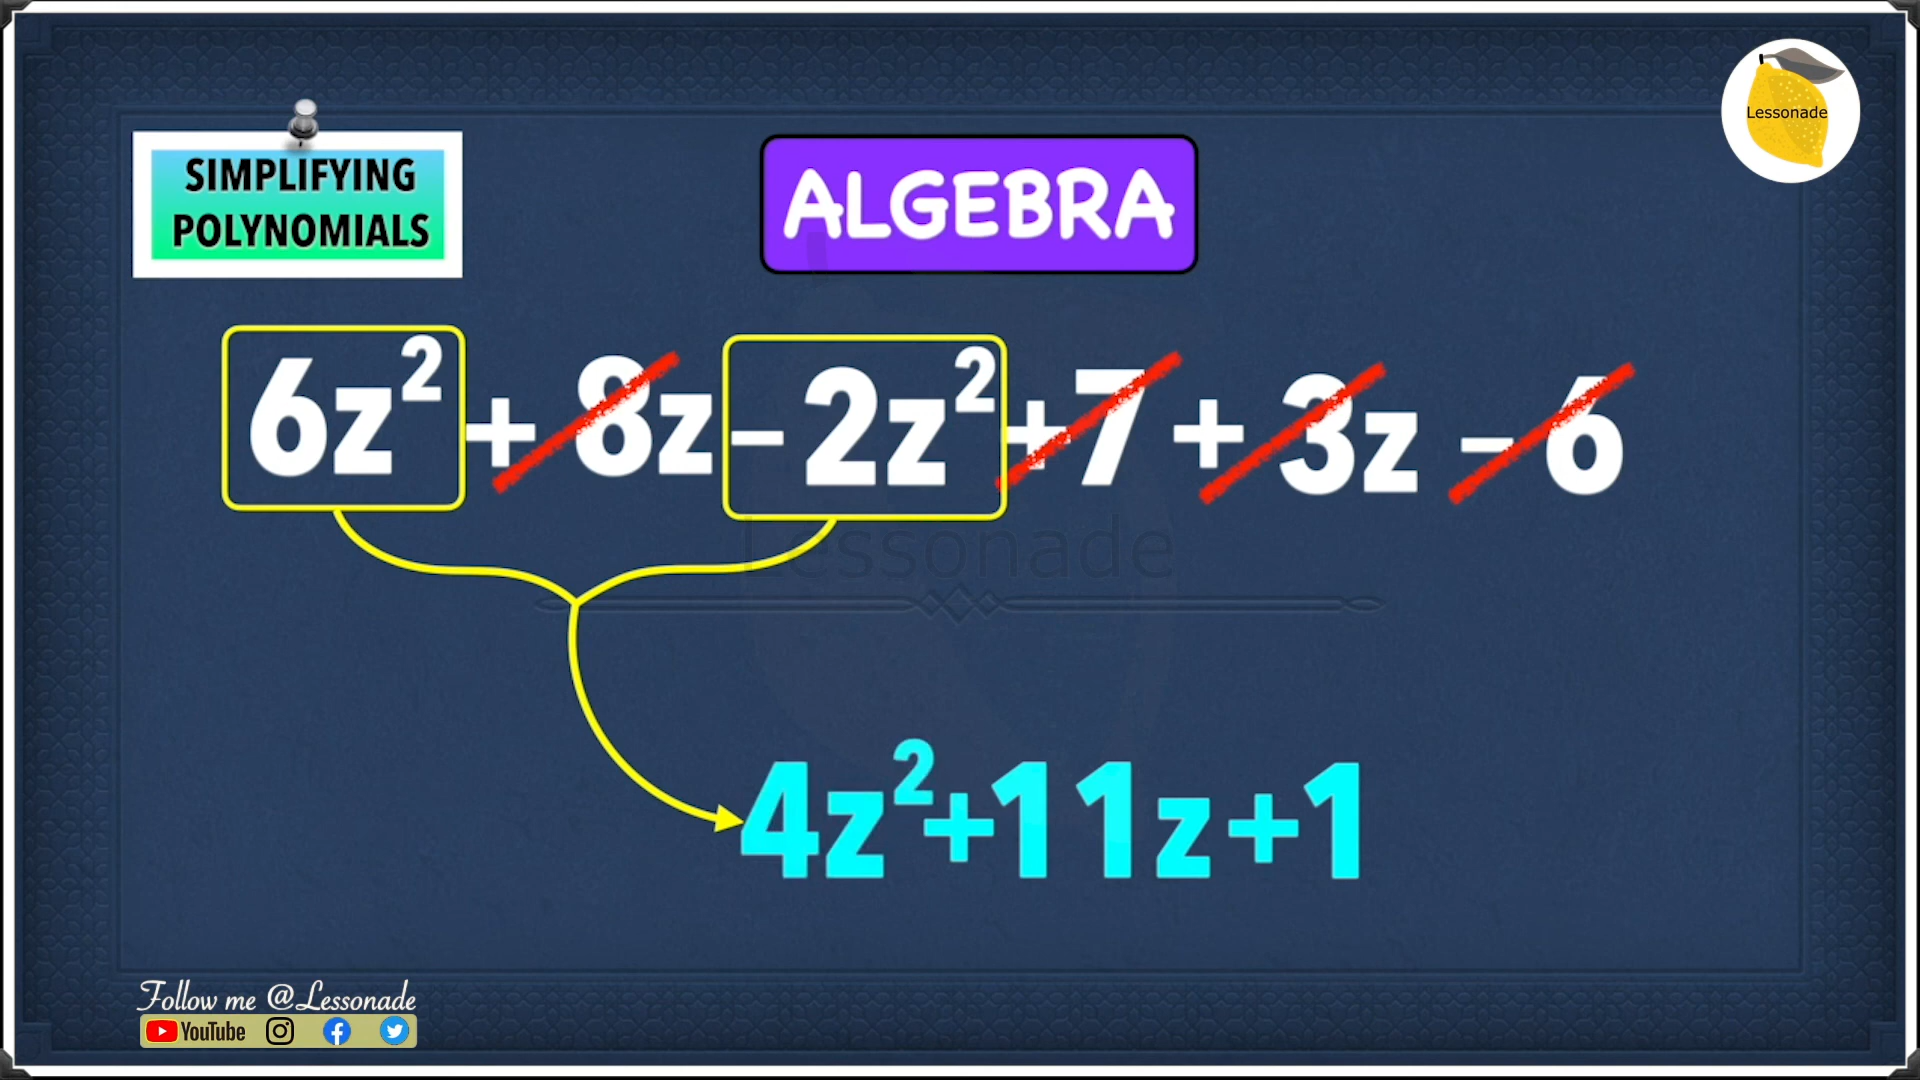 Lessonade
SIMPLIFYING
POLYNOMIALS
ALGEBRA
6z² + 8z - 2z² + 7 + 3z - 6
Lessonade
4z²+11z+1
Follow me @Lessonade
YouTube